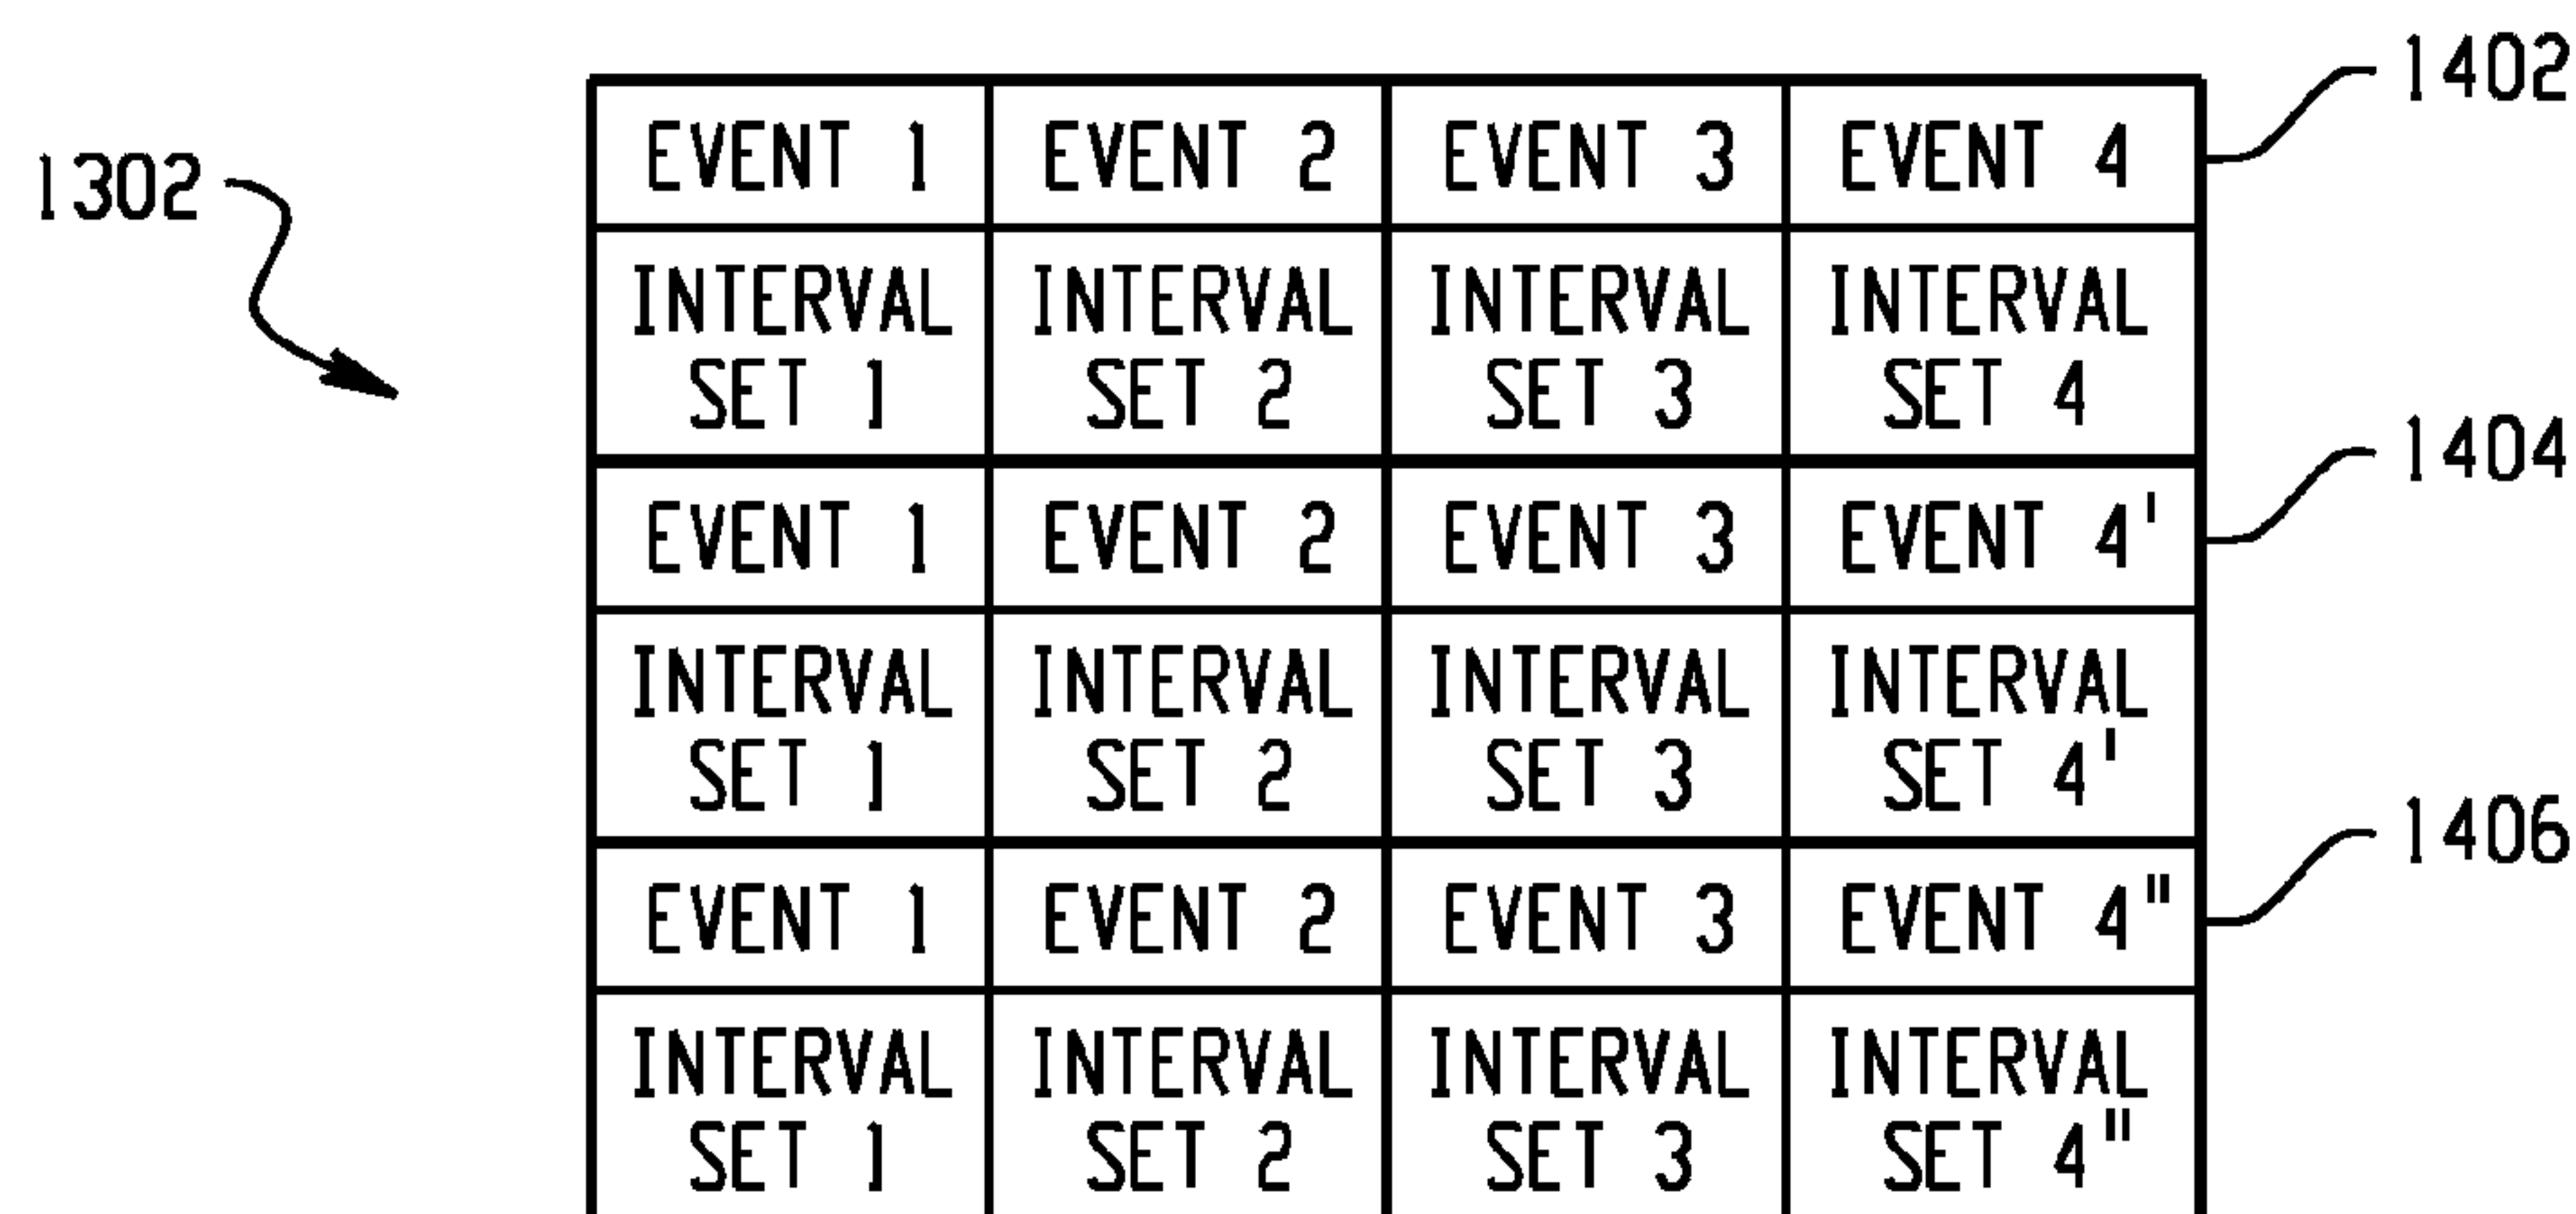 1402
1302
EVENT 1 EVENT 2 EVENT 3 EVENT 4
INTERVAL INTERVAL INTERVAL INTERVAL
SET 1 SET 2 SET 3 SET 4
1404
EVENT 1 EVENT 2 EVENT 3 EVENT 4'
INTERVAL INTERVAL INTERVAL INTERVAL
SET 1 SET 2 SET 3 SET 4'
1406
EVENT 1 EVENT 2 EVENT 3 EVENT 4"
INTERVAL INTERVAL INTERVAL INTERVAL
SET 1 SET 2 SET 3 SET 4"